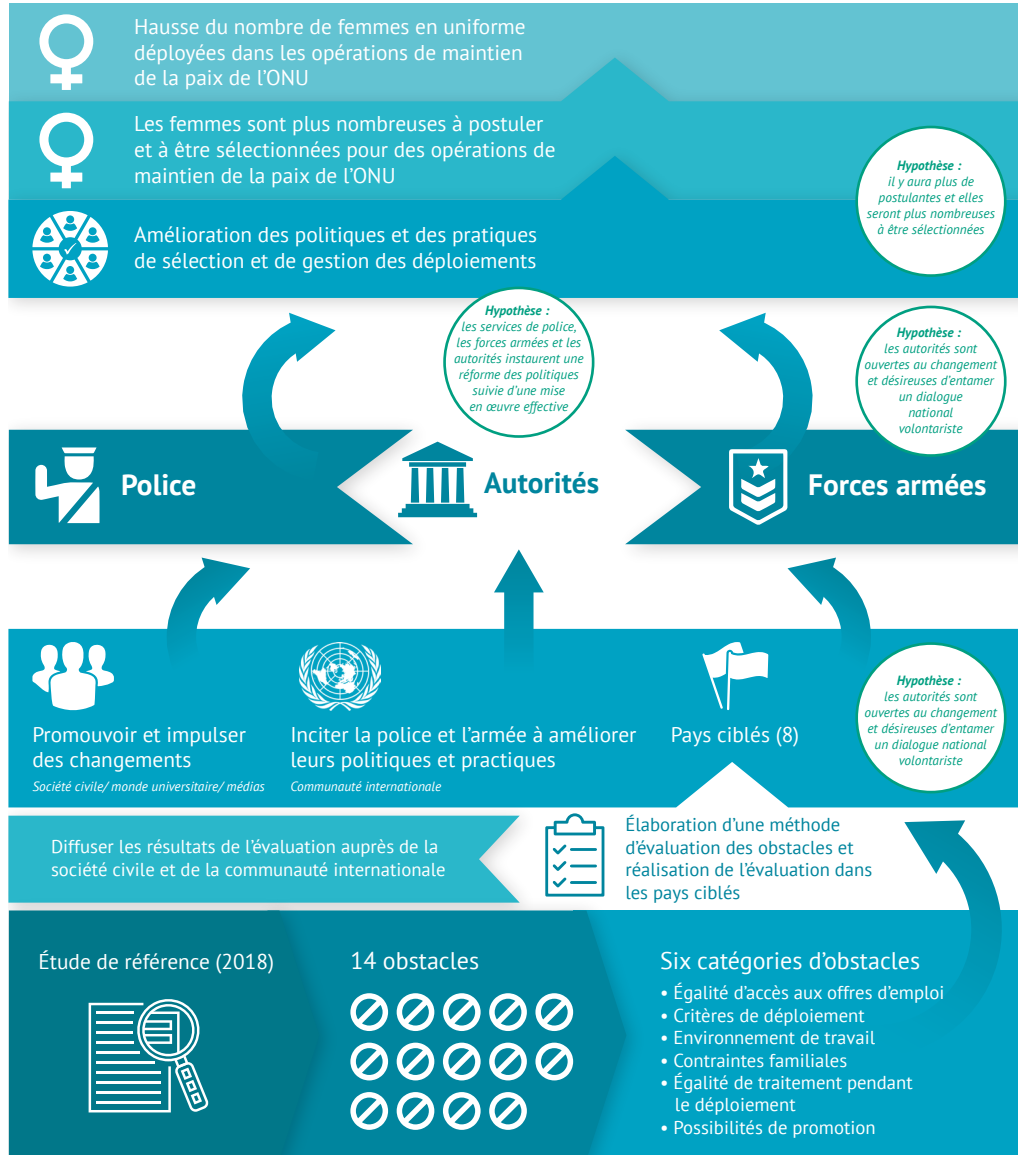 Hausse du nombre de femmes en uniforme
déployées dans les opérations de maintien
de la paix de l'ONU
Les femmes sont plus nombreuses à postuler
et à être sélectionnées pour des opérations de
maintien de la paix de l'ONU
Hypothèse :
il y aura plus de
postulantes et elles
seront plus nombreuses
à être sélectionnées
Amélioration des politiques et des pratiques
de sélection et de gestion des déploiements
Hypothèse :
les services de police,
les forces armées et les
autorités instaurent une
réforme des politiques
suivie d'une mise
en œuvre effective
Hypothèse :
les autorités sont
ouvertes au changement
et désireuses d'entamer
un dialogue
national
volontariste
Police
Autorités
Forces armées
Promouvoir et impulser
des changements
Société civile/ monde universitaire/ médias
Inciter la police et l'armée à améliorer
leurs politiques et practiques
Communauté internationale
Pays ciblés (8)
Hypothèse :
les autorités sont
ouvertes au changement
et désireuses d'entamer
un dialogue national
volontariste
Diffuser les résultats de l'évaluation auprès de la
société civile et de la communauté internationale
Élaboration d'une méthode
d'évaluation des obstacles et
réalisation de l'évaluation dans
les pays ciblés
Étude de référence (2018)
14 obstacles
Six catégories d'obstacles
• Égalité d'accès aux offres d'emploi
• Critères de déploiement
• Environnement de travail
• Contraintes familiales
• Égalité de traitement pendant
le déploiement
• Possibilités de promotion